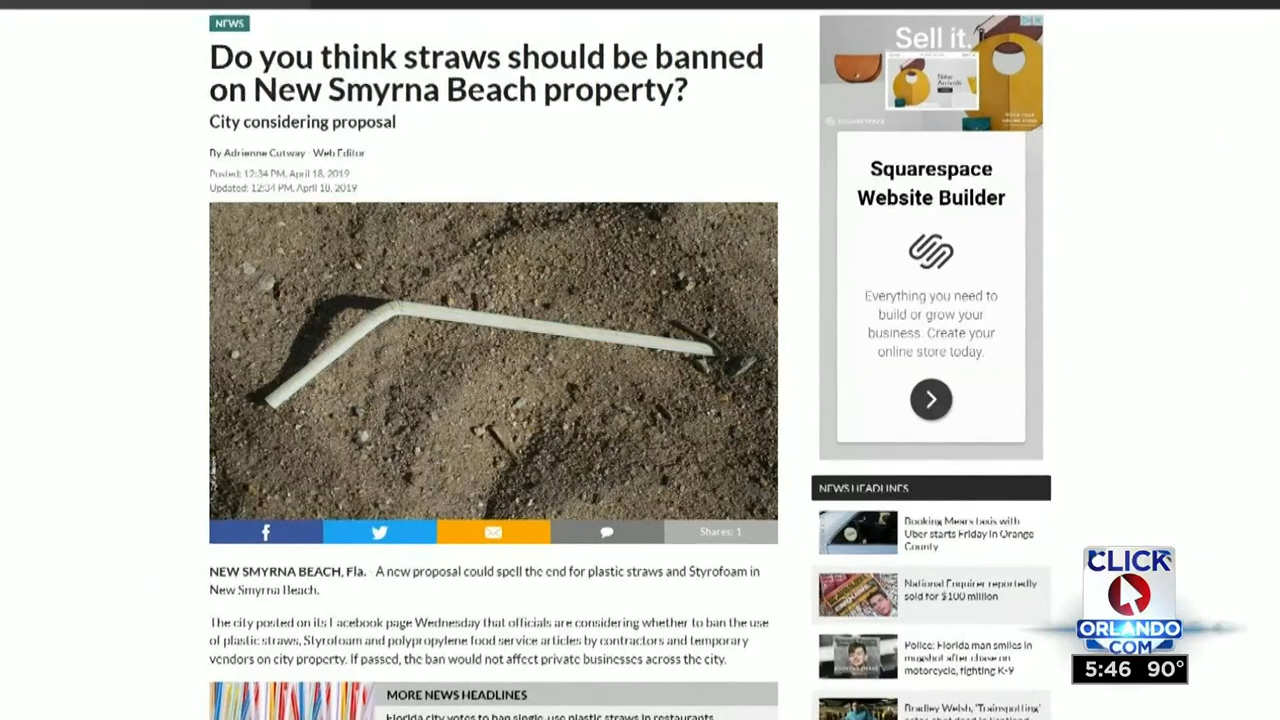 NEWS
Do you think straws should be banned
on New Smyrna Beach property?
City considering proposal
By Adrienne Cutway - Web Editor
Posted: 12:34 PM, April 18, 2019
Updated: 12:34 PM, April 18, 2019
Shares: 1
NEW SMYRNA BEACH, Fla. - A new proposal could spell the end for plastic straws and Styrofoam in
New Smyrna Beach.
The city posted on its Facebook page Wednesday that officials are considering whether to ban the use
of plastic straws, Styrofoam and polypropylene food service articles by contractors and temporary
vendors on city property. If passed, the ban would not affect private businesses across the city.
MORE NEWS HEADLINES
Florida city votes to ban single-use plastic straws in restaurants
Sell it.
New
Arrivals
SQUARESPACE
Squarespace
Website Builder
Everything you need to
build or grow your
business. Create your
online store today.
NEWS HEADLINES
Booking Mears taxis with
Uber starts Friday in Orange
County
National Enquirer reportedly
sold for $100 million
Police: Florida man smiles in
mugshot after chase on
motorcycle, fighting K-9
Bradley Welsh, 'Trainspotting'
CLICK
ORLANDO
.COM
5:46 90°